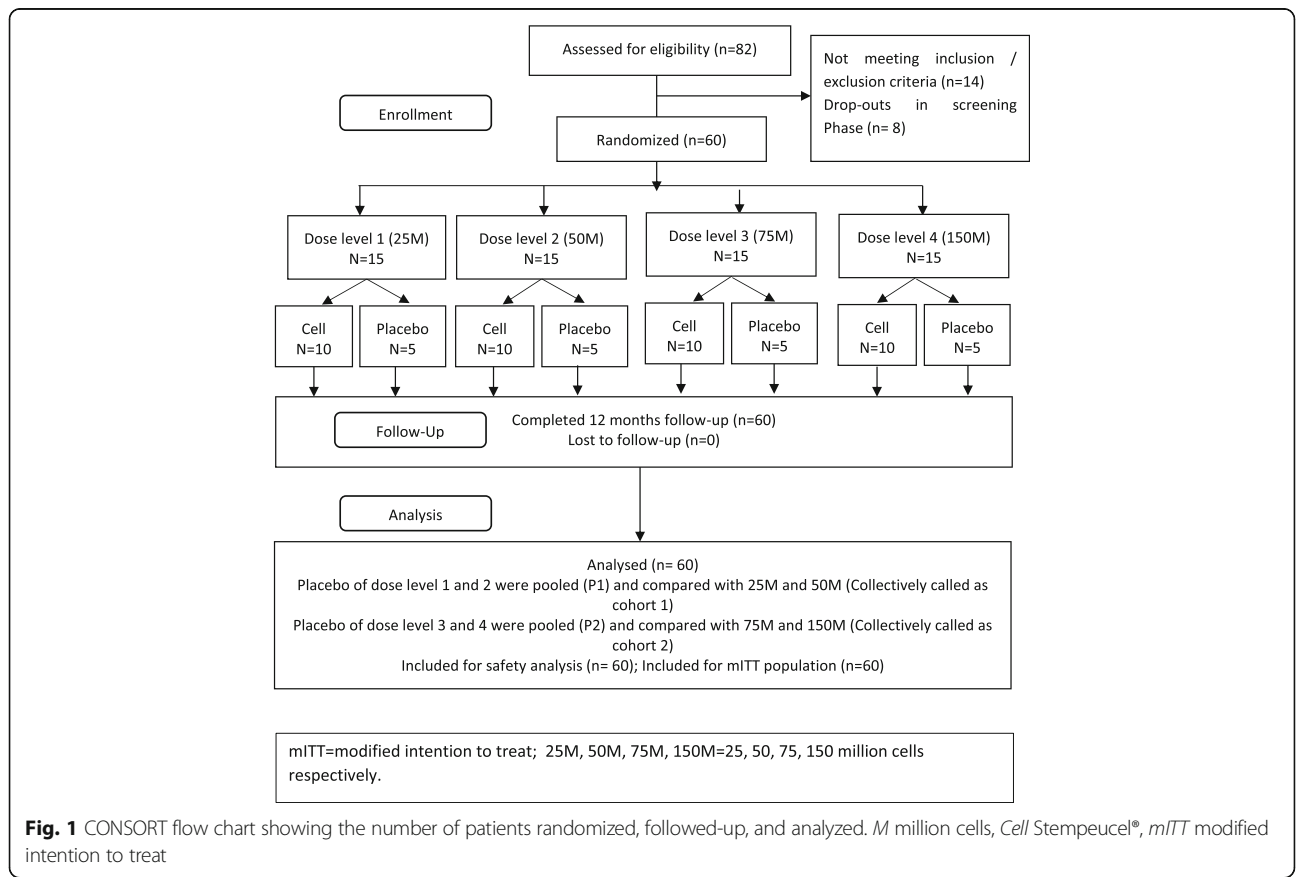 Assessed for eligibility (n=82)
Not meeting inclusion /
exclusion criteria (n=14)
Drop-outs in screening
Phase (n= 8)
Enrollment
Randomized (n=60)
Dose level 1 (25M)
N=15
Dose level 2 (50M)
N=15
Dose level 3 (75M)
N=15
Dose level 4 (150M)
N=15
Cell
N=10
Placebo
N=5
Cell
N=10
Placebo
N=5
Cell
N=10
Placebo
N=5
Cell
N=10
Placebo
N=5
Follow-Up
Completed 12 months follow-up (n=60)
Lost to follow-up (n=0)
Analysis
Analysed (n= 60)
Placebo of dose level 1 and 2 were pooled (P1) and compared with 25M and 50M (Collectively called as
cohort 1)
Placebo of dose level 3 and 4 were pooled (P2) and compared with 75M and 150M (Collectively called as
cohort 2)
Included for safety analysis (n= 60); Included for mITT population (n=60)
mITT=modified intention to treat; 25M, 50M, 75M, 150M=25, 50, 75, 150 million cells
respectively.
Fig. 1 CONSORT flow chart showing the number of patients randomized, followed-up, and analyzed. M million cells, Cell Stempeucel®, mITT modified
intention to treat